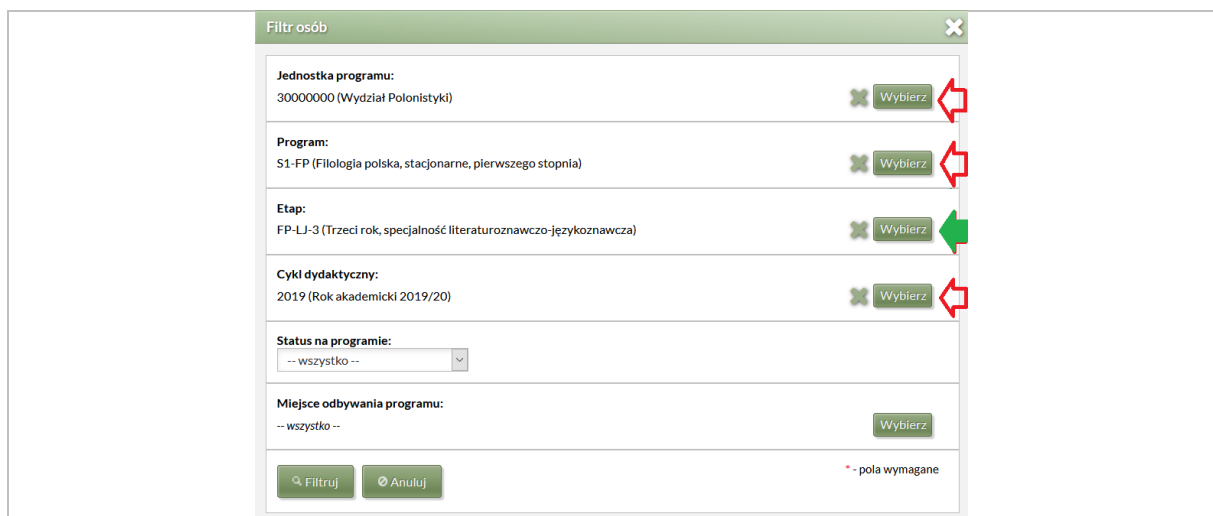 Filtr osób
Jednostka programu:
30000000 (Wydział Polonistyki)
Wybierz
Program:
S1-FP (Filologia polska, stacjonarne, pierwszego stopnia)
Wybierz
Etap:
FP-LJ-3 (Trzeci rok, specjalność literaturoznawczo-językoznawcza)
Wybierz
Cykl dydaktyczny:
2019 (Rok akademicki 2019/20)
Wybierz
Status na programie:
-- wszystko --
Miejsce odbywania programu:
-- wszystko --
Wybierz
* - pola wymagane
Filtruj
Anuluj